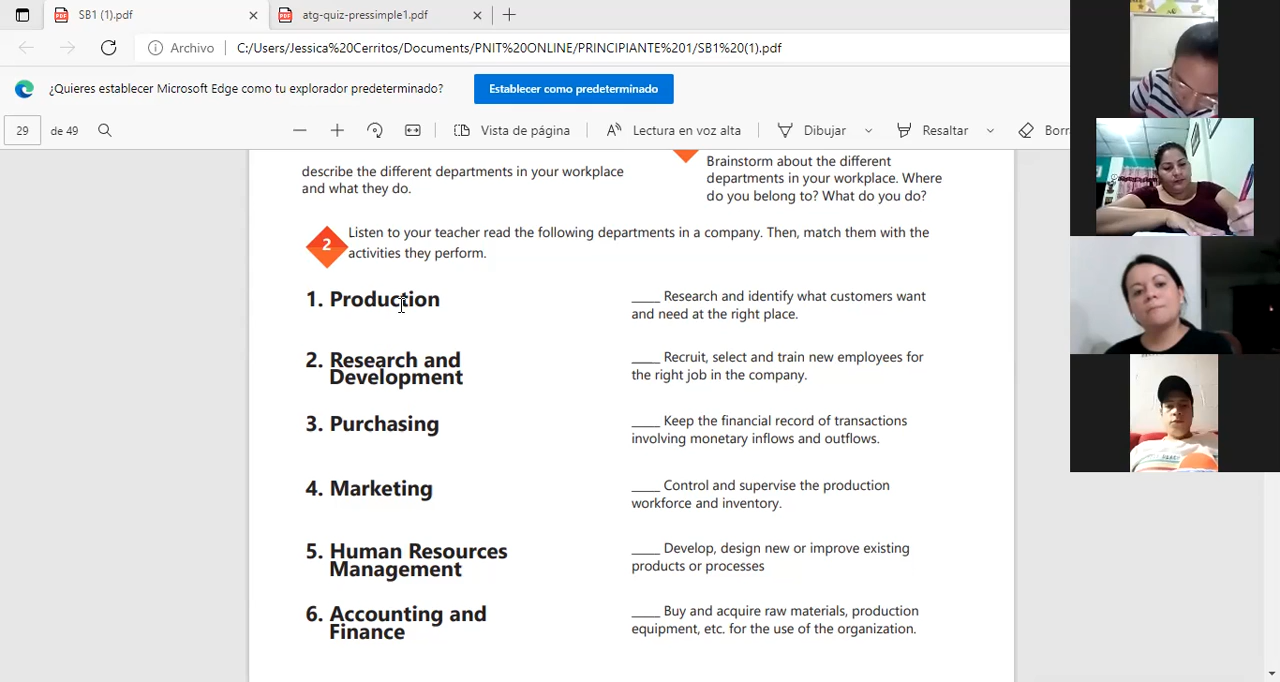 SB1 (1).pdf
atg-quiz-pressimple1.pdf
Archivo
C:/Users/Jessica%20Cerritos/Documents/PNIT%20ONLINE/PRINCIPIANTE%201/SB1%20(1).pdf
¿Quieres establecer Microsoft Edge como tu explorador predeterminado?
Establecer como predeterminado
29 de 49
Vista de página
Lectura en voz alta
Dibujar
Resaltar
Borr
describe the different departments in your workplace
and what they do.
Brainstorm about the different
departments in your workplace. Where
do you belong to? What do you do?
2
Listen to your teacher read the following departments in a company. Then, match them with the
activities they perform.
1. Production
____ Research and identify what customers want
and need at the right place.
2. Research and
Development
____ Recruit, select and train new employees for
the right job in the company.
3. Purchasing
____ Keep the financial record of transactions
involving monetary inflows and outflows.
4. Marketing
____ Control and supervise the production
workforce and inventory.
5. Human Resources
Management
____ Develop, design new or improve existing
products or processes
6. Accounting and
Finance
____ Buy and acquire raw materials, production
equipment, etc. for the use of the organization.